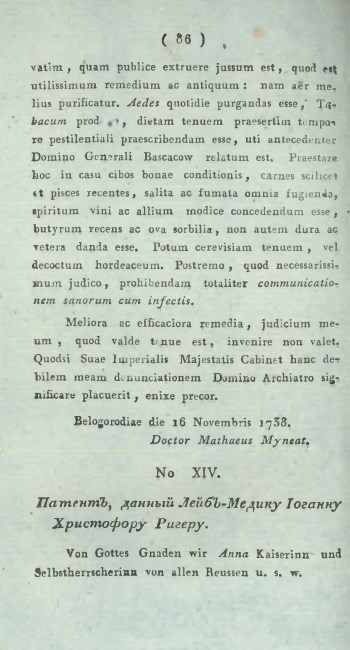 ( 86 )
vatim , quam publice extruere jussum est , quod est
utilissimum remedium ac antiquum : nam aër me-
lius purificatur. Aedes quotidie purgandas esse, Ta-
bacum prod dietam tenuem praesertim tempo-
re pestilentiali praescribendam esse , uti antecedenter
Domino Generali Bascacow relatum est. Praestare
hoc in casu cibos bonae conditionis , carnes scilicet
et pisces recentes , salita ac fumata omnia fugienda,
spiritum vini ac allium modice concedendum esse ,
butyrum recens ac ova sorbilia , non autem dura ac
vetera danda esse. Potum cerevisiam tenuem , vel
decoctum hordeaceum. Postremo , quod necessarissi-
mum judico , prohibendam totaliter communicatio-
nem sanorum cum infectis.
Meliora ac efficaciora remedia , judicium me-
um , quod valde tenue est , invenire non valet.
Quodsi Suae Imperialis Majestatis Cabinet hanc de-
bilem meam denunciationem Domino Archiatro sig-
nificare placuerit , enixe precor.
Belogorodiae die 16 Novembris 1738.
Doctor Mathaeus Myneat.
No XIV.
Патентъ, данный Лейбъ-Медику Іоганну
Христофору Ригеру.
Von Gottes Gnaden wir Anna Kaiserinn und
Selbstherrscherinn von allen Reussen u. s. w.